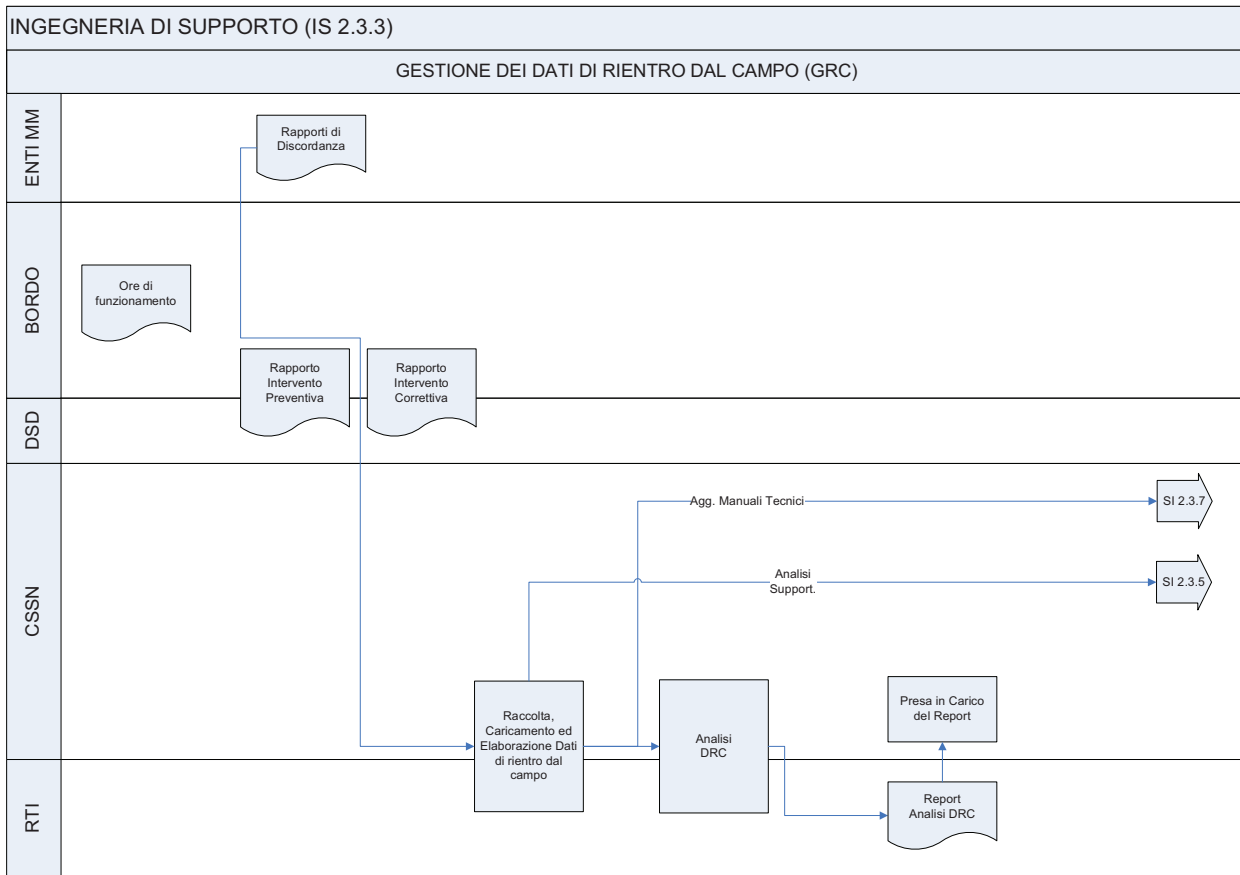 INGEGNERIA DI SUPPORTO (IS 2.3.3)
GESTIONE DEI DATI DI RIENTRO DAL CAMPO (GRC)
ENTI MM
Rapporti di
Discordanza
BORDO
Ore di
funzionamento
Rapporto
Intervento
Preventiva
Rapporto
Intervento
Correttiva
DSD
CSSN
Agg. Manuali Tecnici
SI 2.3.7
Analisi
Support.
SI 2.3.5
Raccolta,
Caricamento ed
Elaborazione Dati
di rientro dal
campo
Analisi
DRC
Presa in Carico
del Report
RTI
Report
Analisi DRC